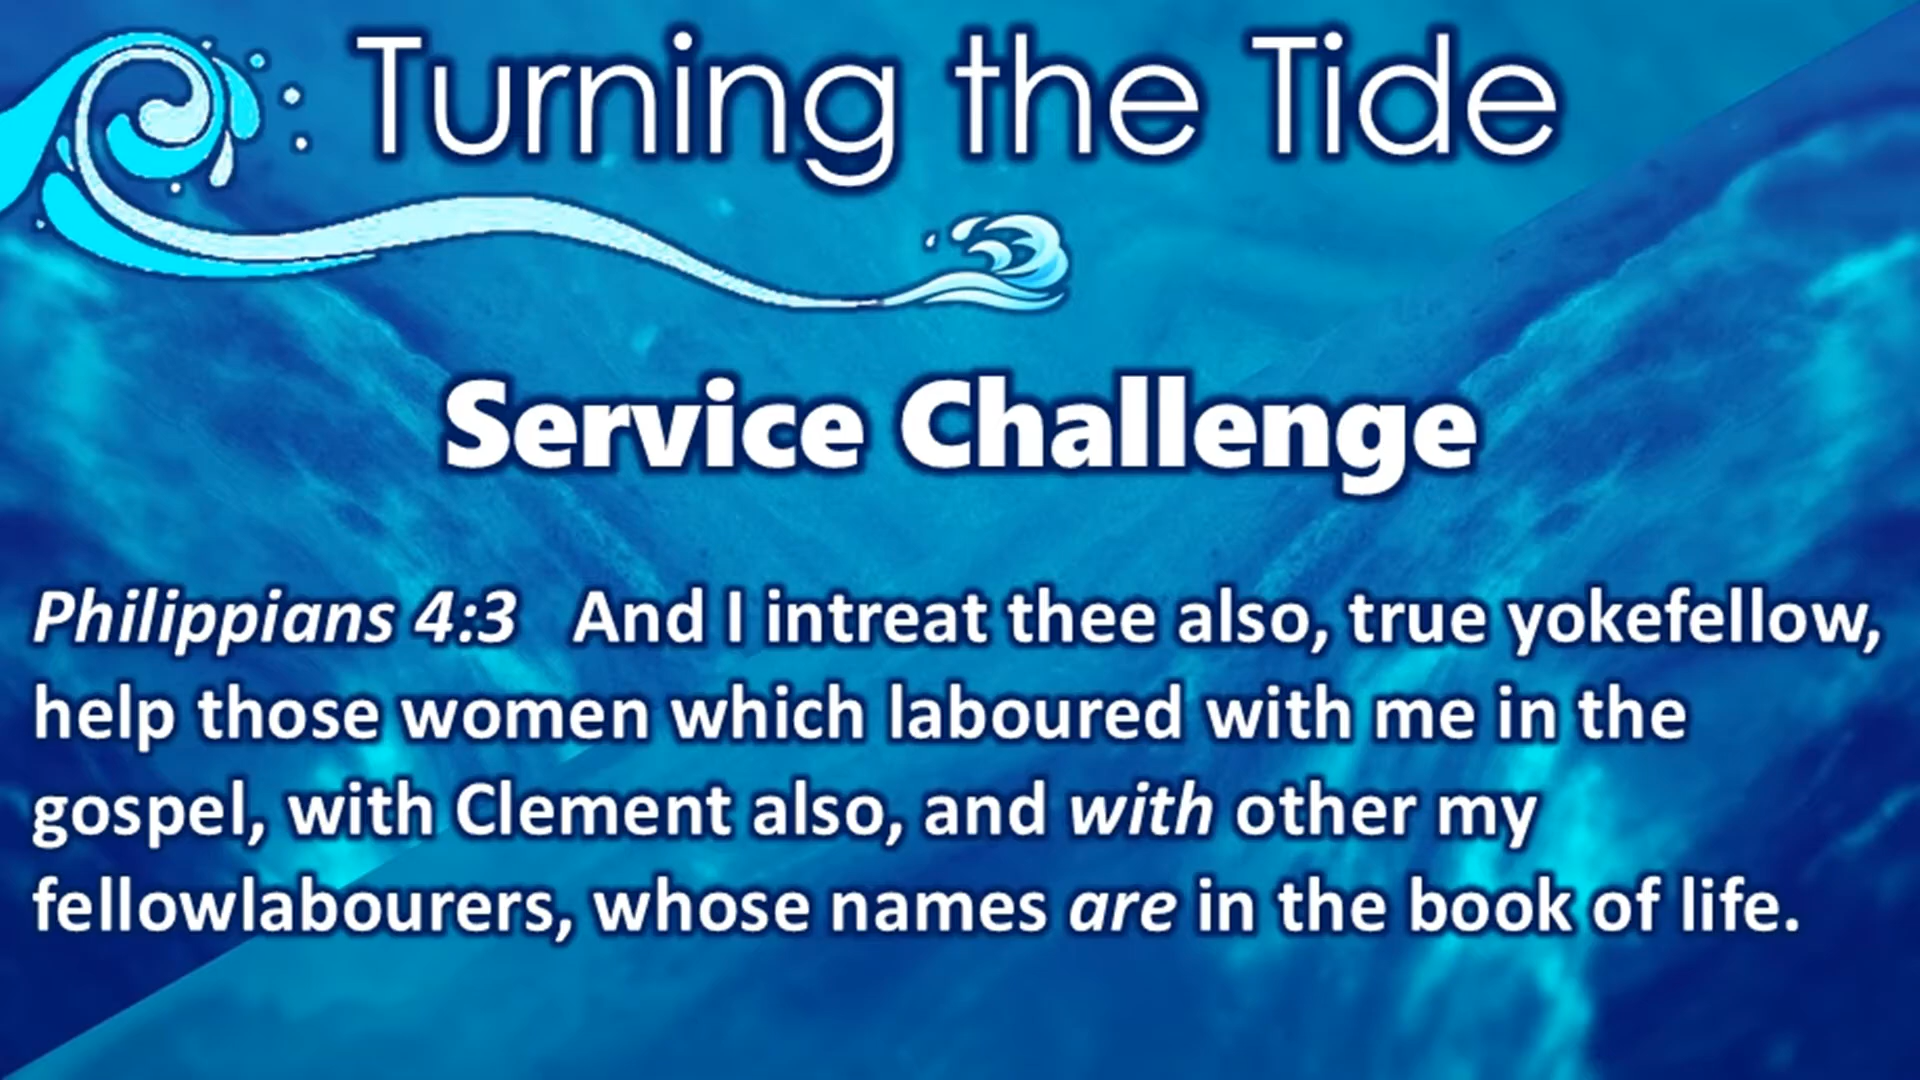 Turning the Tide
Service Challenge
Philippians 4:3 And I intreat thee also, true yokefellow,
help those women which laboured with me in the
gospel, with Clement also, and with other my
fellowlabourers, whose names are in the book of life.